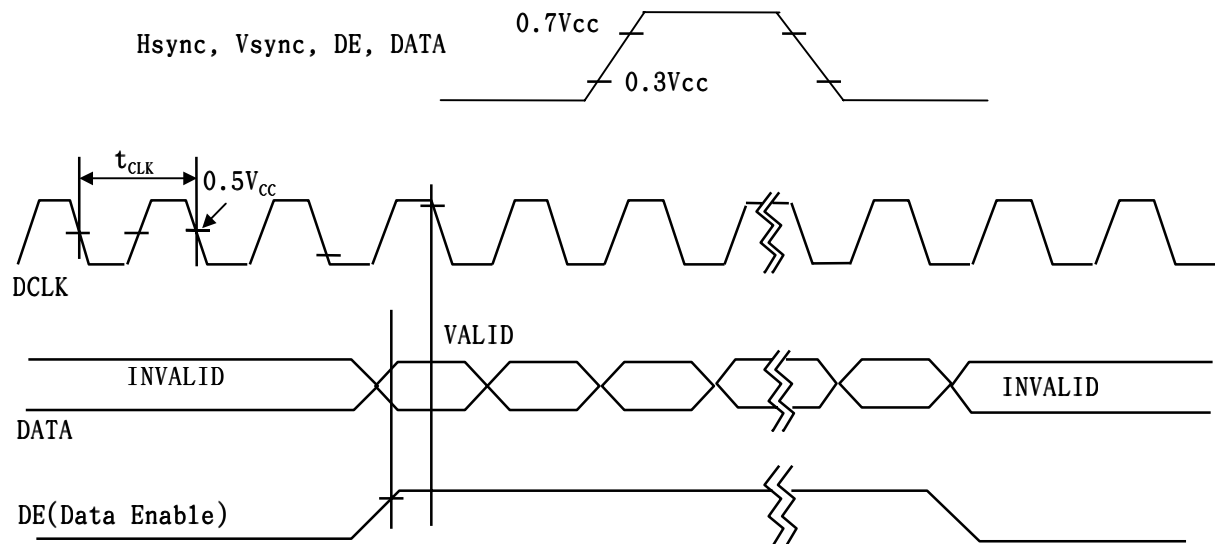 0.7Vcc
Hsync, Vsync, DE, DATA
0.3Vcc
tCLK
0.5VCC
DCLK
VALID
INVALID
INVALID
DATA
DE(Data Enable)